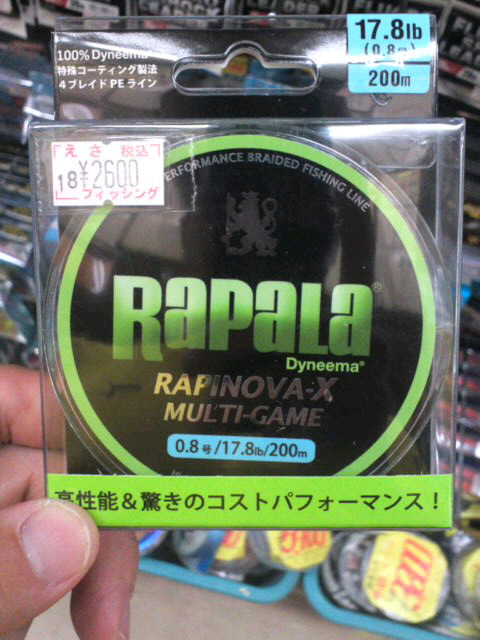 17.8lb
(0.8号)
200m
100% Dyneema
特殊コーティング製法
4ブレイドPEライン
えさ 税込
18 ¥2600
フィッシング
PERFORMANCE BRAIDED FISHING LINE
Rapala®
Dyneema®
RAPINOVA-X
MULTI-GAME
0.8号/17.8lb/200m
高性能&驚きのコストパフォーマンス!